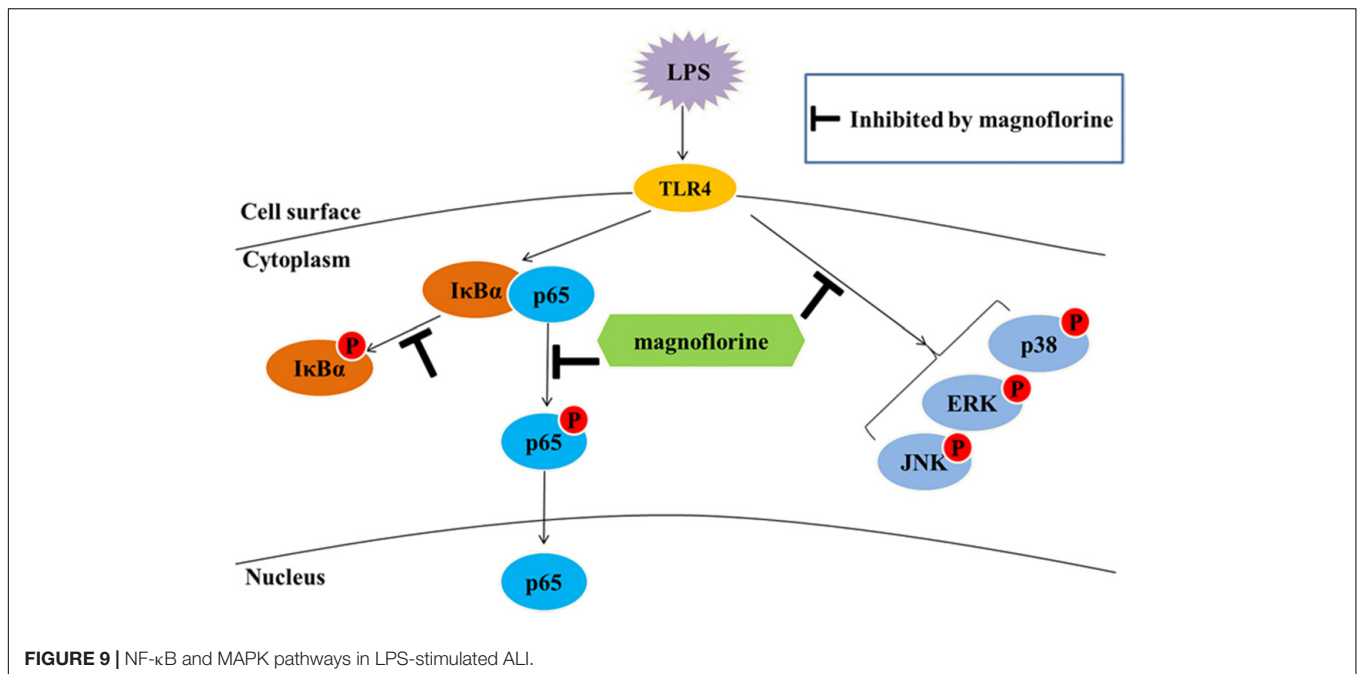 LPS
Inhibited by magnoflorine
TLR4
Cell surface
Cytoplasm
IκBα
p65
magnoflorine
P
p38
P
IκBα
P
ERK
P
p65
P
JNK
Nucleus
p65
FIGURE 9 | NF-κB and MAPK pathways in LPS-stimulated ALI.